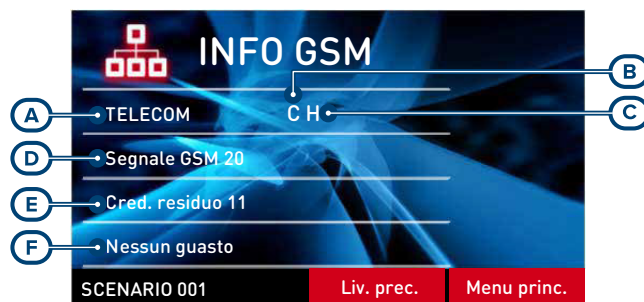 INFO GSM
B
A TELECOM C H C
D Segnale GSM 20
E Cred. residuo 11
F Nessun guasto
SCENARIO 001 Liv. prec. Menu princ.